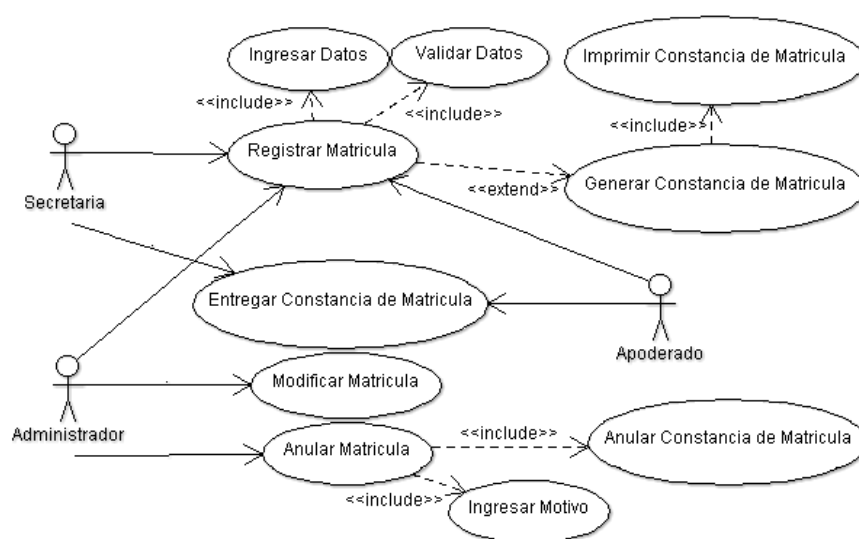 Ingresar Datos
Validar Datos
Imprimir Constancia de Matricula
<<include>>
<<include>>
<<include>>
Registrar Matricula
Generar Constancia de Matricula
<<extend>>
Secretaria
Entregar Constancia de Matricula
Apoderado
Modificar Matricula
Administrador
Anular Matricula
<<include>>
Anular Constancia de Matricula
<<include>>
Ingresar Motivo